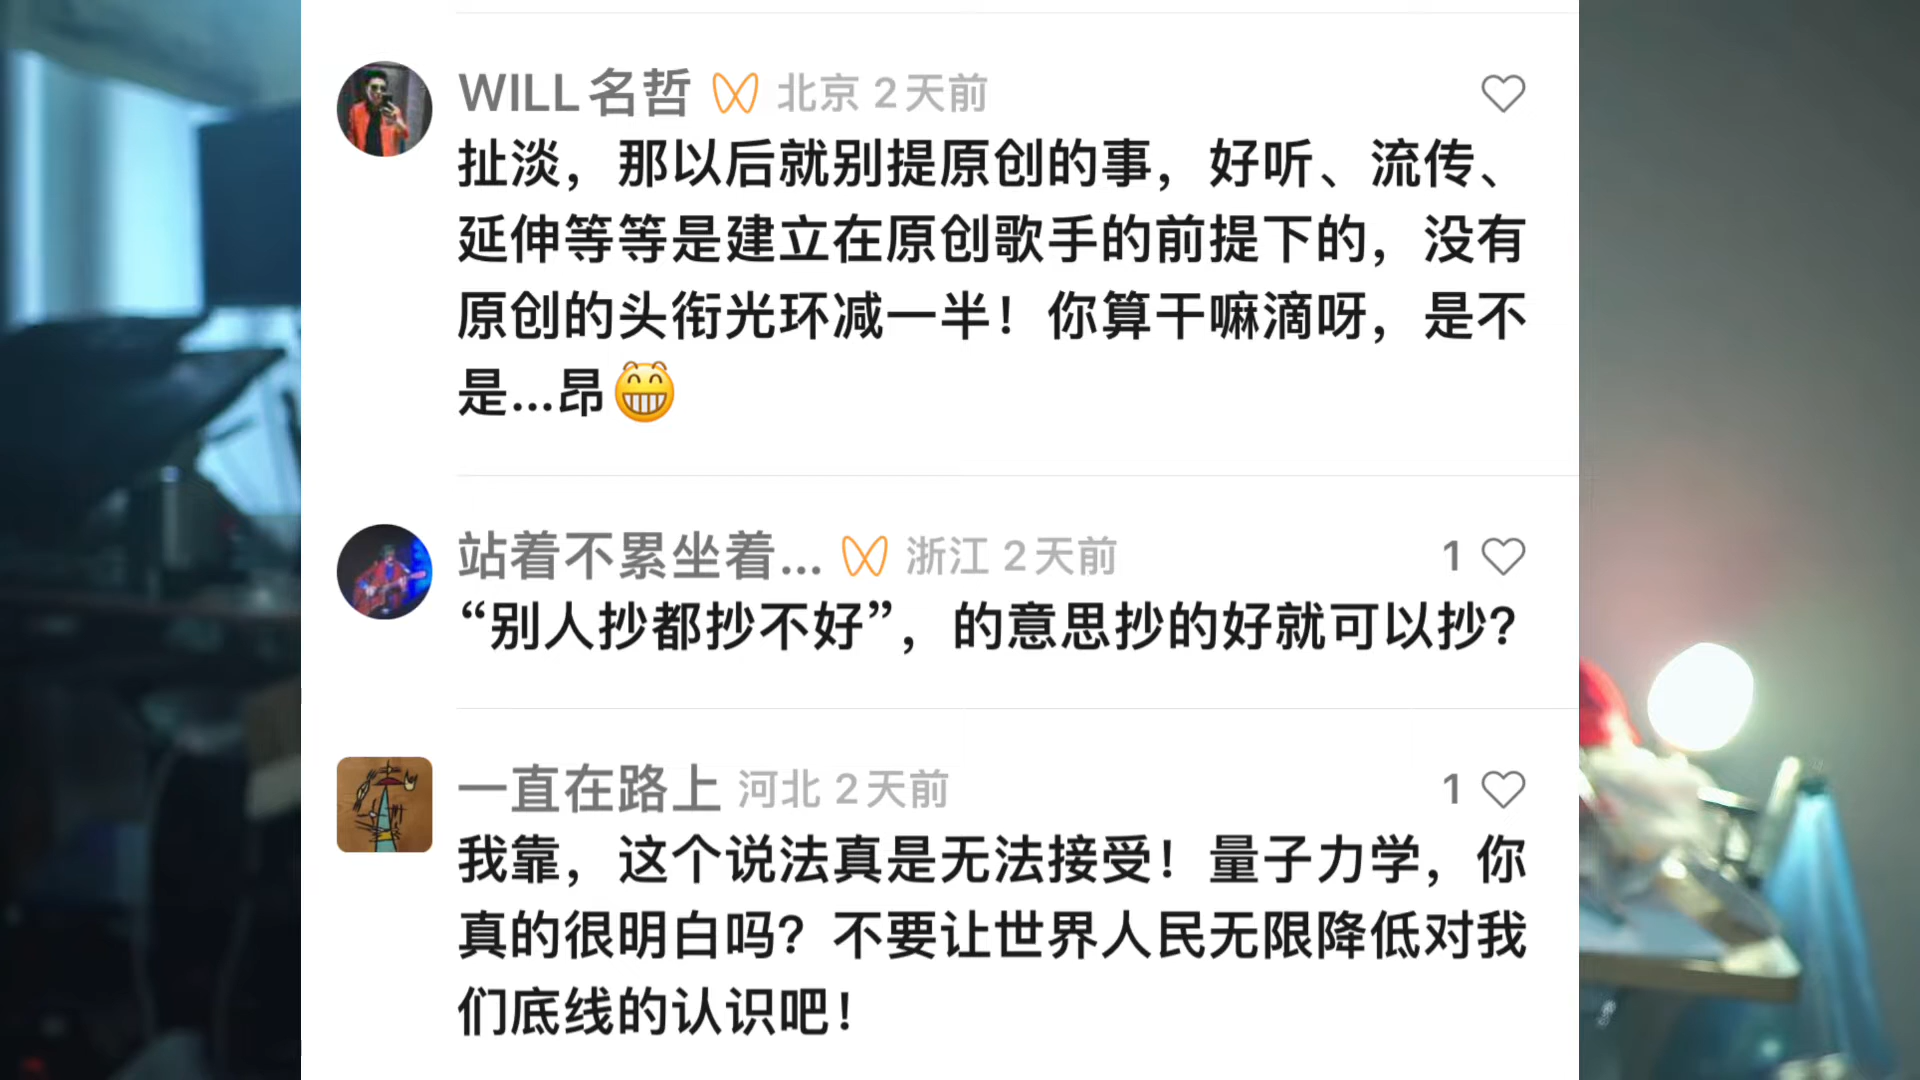 WILL名哲 北京 2天前
扯淡，那以后就别提原创的事，好听、流传、
延伸等等是建立在原创歌手的前提下的，没有
原创的头衔光环减一半！你算干嘛滴呀，是不
是...昂😁
站着不累坐着... 浙江 2天前 1
“别人抄都抄不好”，的意思抄的好就可以抄？
一直在路上 河北 2天前 1
我靠，这个说法真是无法接受！量子力学，你
真的很明白吗？不要让世界人民无限降低对我
们底线的认识吧！